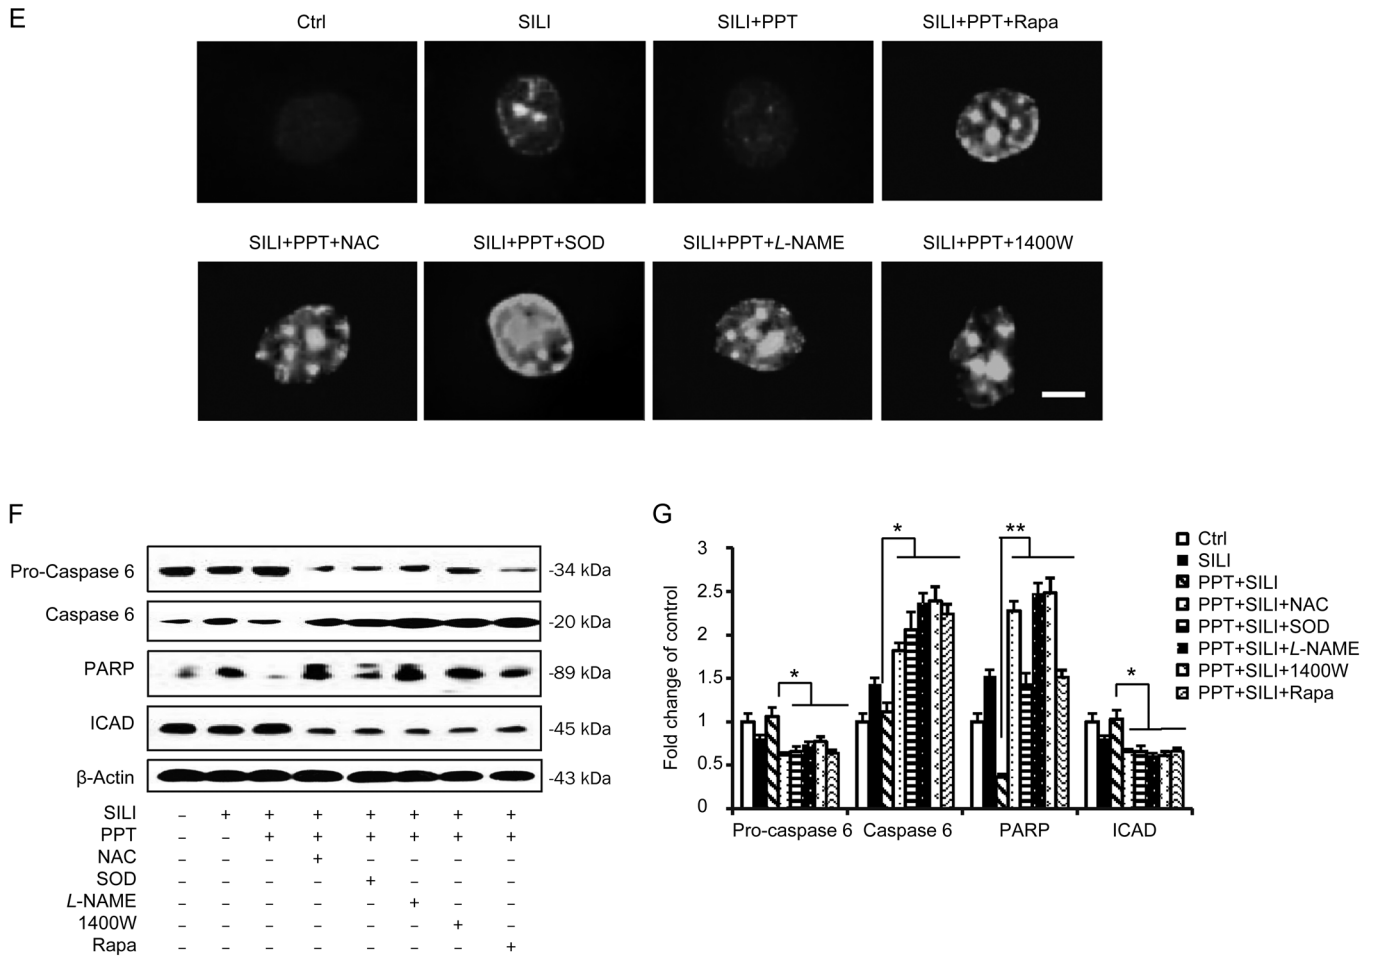 E
Ctrl SILI SILI+PPT SILI+PPT+Rapa
SILI+PPT+NAC SILI+PPT+SOD SILI+PPT+L-NAME SILI+PPT+1400W
F
Pro-Caspase 6 -34 kDa
Caspase 6 -20 kDa
PARP -89 kDa
ICAD -45 kDa
β-Actin -43 kDa
SILI – + + + + + + +
PPT – – + + + + + +
NAC – – – + – – – –
SOD – – – – + – – –
L-NAME – – – – – + – –
1400W – – – – – – + –
Rapa – – – – – – – +
G
Fold change of control
3
2.5
2
1.5
1
0.5
0
* * ** *
Pro-caspase 6 Caspase 6 PARP ICAD
Ctrl
SILI
PPT+SILI
PPT+SILI+NAC
PPT+SILI+SOD
PPT+SILI+L-NAME
PPT+SILI+1400W
PPT+SILI+Rapa